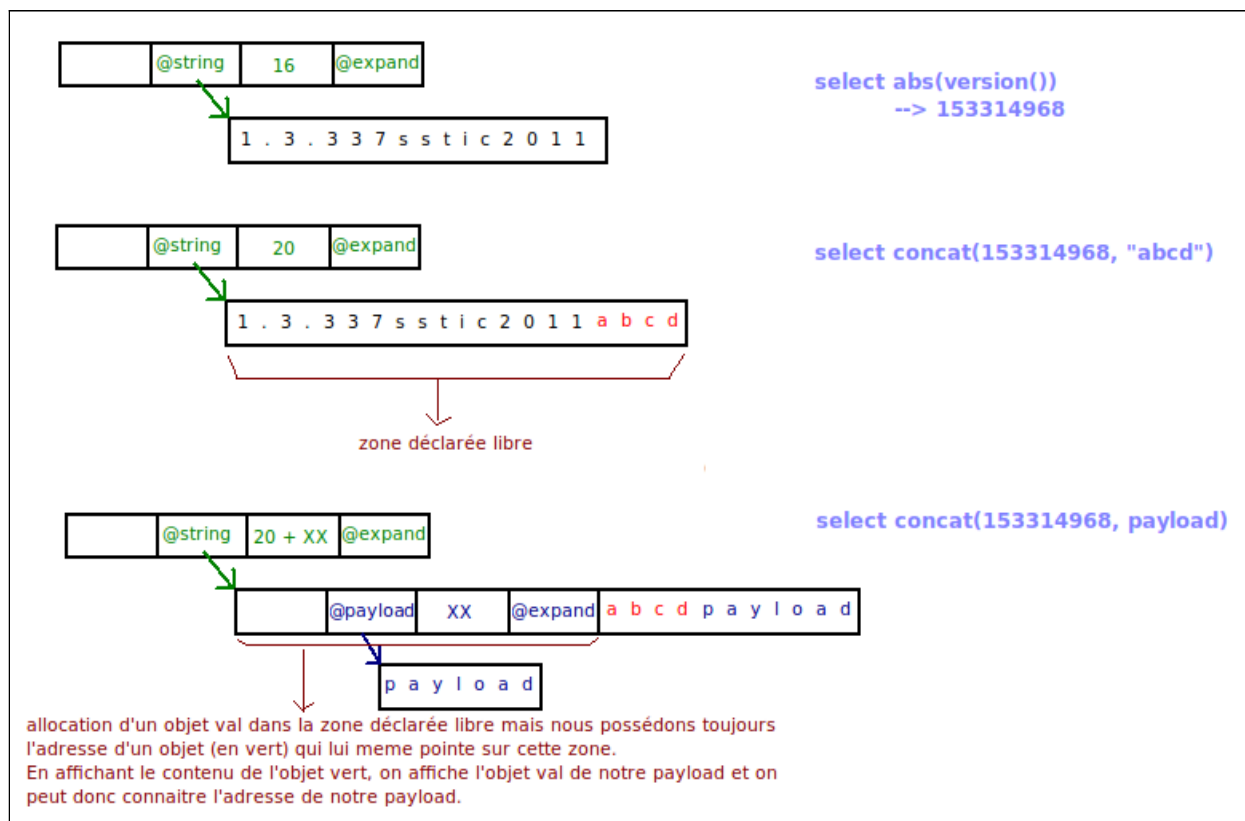 @string 16 @expand
1 . 3 . 3 3 7 s s t i c 2 0 1 1
select abs(version())
--> 153314968
@string 20 @expand
1 . 3 . 3 3 7 s s t i c 2 0 1 1 a b c d
select concat(153314968, "abcd")
zone déclarée libre
@string 20 + XX @expand
select concat(153314968, payload)
@payload XX @expand a b c d p a y l o a d
p a y l o a d
allocation d'un objet val dans la zone déclarée libre mais nous possédons toujours
l'adresse d'un objet (en vert) qui lui meme pointe sur cette zone.
En affichant le contenu de l'objet vert, on affiche l'objet val de notre payload et on
peut donc connaitre l'adresse de notre payload.